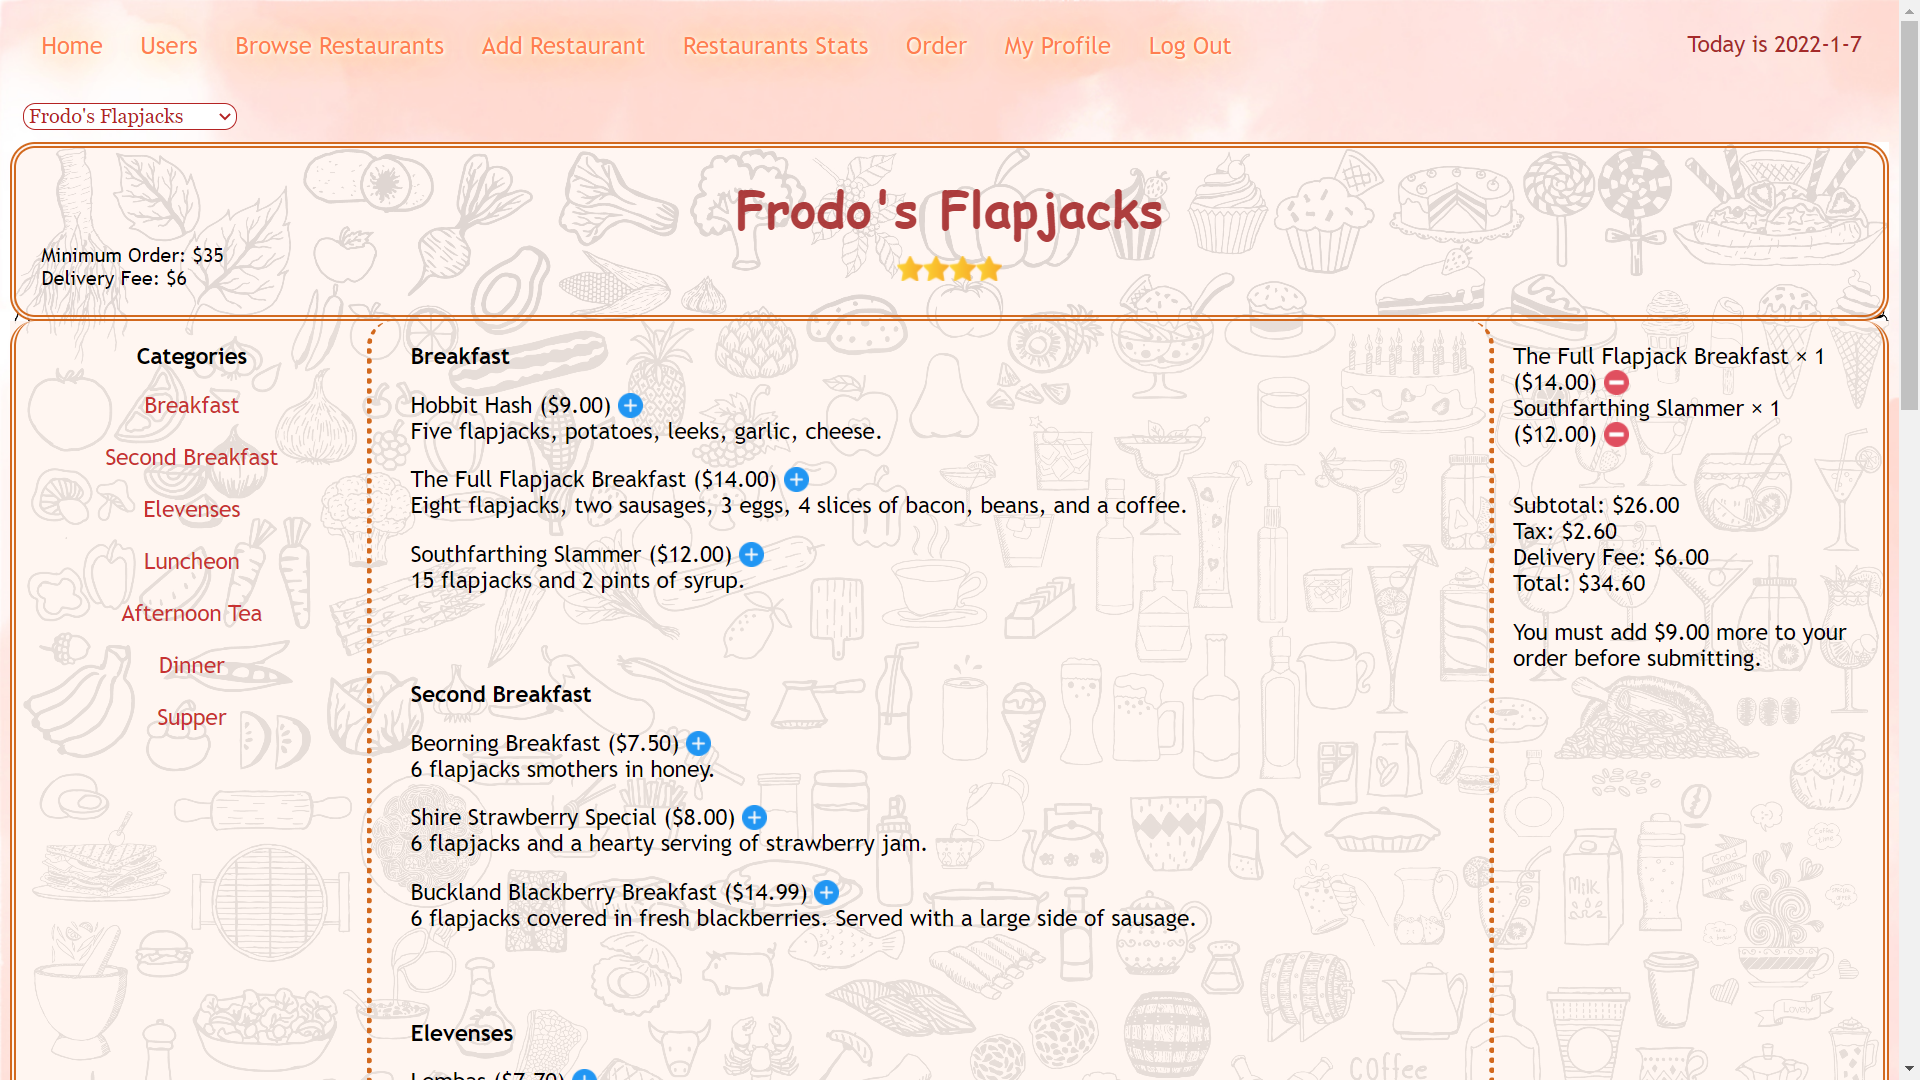 Home Users Browse Restaurants Add Restaurant Restaurants Stats Order My Profile Log Out Today is 2022-1-7
Frodo's Flapjacks
Frodo's Flapjacks
Minimum Order: $35
Delivery Fee: $6
Categories
Breakfast
Second Breakfast
Elevenses
Luncheon
Afternoon Tea
Dinner
Supper
Breakfast
Hobbit Hash ($9.00)
Five flapjacks, potatoes, leeks, garlic, cheese.
The Full Flapjack Breakfast ($14.00)
Eight flapjacks, two sausages, 3 eggs, 4 slices of bacon, beans, and a coffee.
Southfarthing Slammer ($12.00)
15 flapjacks and 2 pints of syrup.
Second Breakfast
Beorning Breakfast ($7.50)
6 flapjacks smothers in honey.
Shire Strawberry Special ($8.00)
6 flapjacks and a hearty serving of strawberry jam.
Buckland Blackberry Breakfast ($14.99)
6 flapjacks covered in fresh blackberries. Served with a large side of sausage.
Elevenses
Lembas ($7.70)
The Full Flapjack Breakfast × 1
($14.00)
Southfarthing Slammer × 1
($12.00)
Subtotal: $26.00
Tax: $2.60
Delivery Fee: $6.00
Total: $34.60
You must add $9.00 more to your
order before submitting.
Good
Morning
Milk
Lovely
coffee